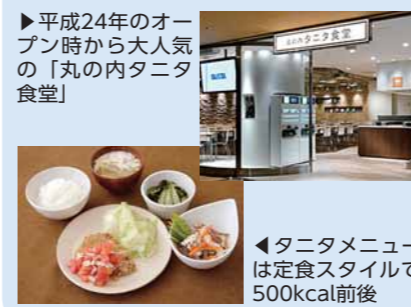 ▶平成24年のオー
プン時から大人気
の「丸の内タニタ
食堂」
丸の内タニタ食堂
TANITA
◀タニタメニュー
は定食スタイルで
500kcal前後